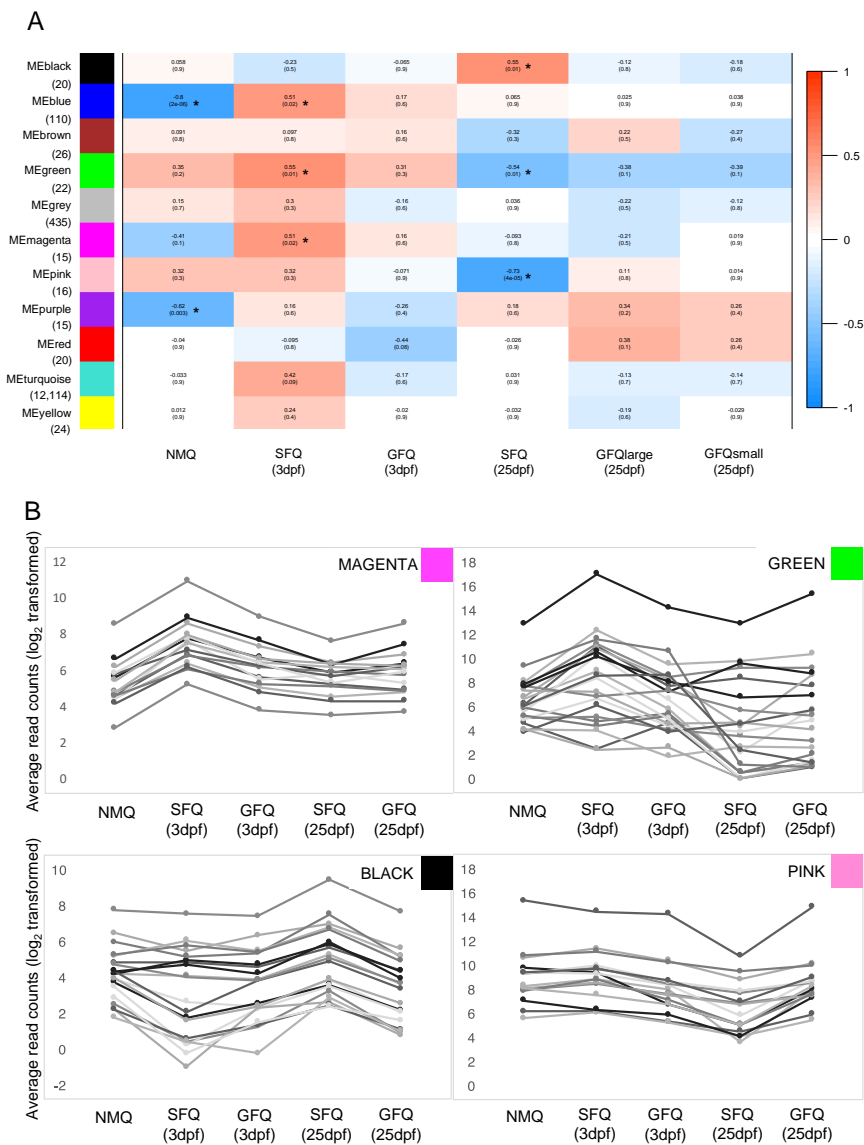 A
MEblack
(20)
0.058 -0.23 -0.065 0.55 -0.12 -0.18
(0.9) (0.5) (0.9) (0.01) * (0.8) (0.6)
MEblue
(110)
-0.8 0.51 0.17 0.065 0.025 0.038
(2e-06) * (0.02) * (0.6) (0.9) (0.9) (0.9)
MEbrown
(26)
0.091 0.097 0.16 -0.32 0.22 -0.27
(0.8) (0.8) (0.6) (0.3) (0.5) (0.4)
MEgreen
(22)
0.35 0.55 0.31 -0.54 -0.38 -0.39
(0.2) (0.01) * (0.3) (0.01) * (0.1) (0.1)
MEgrey
(435)
0.15 0.3 -0.16 0.036 -0.22 -0.12
(0.7) (0.3) (0.6) (0.9) (0.5) (0.8)
MEmagenta
(15)
-0.41 0.51 0.16 -0.093 -0.21 0.019
(0.1) (0.02) * (0.6) (0.8) (0.5) (0.9)
MEpink
(16)
0.32 0.32 -0.071 -0.73 0.11 0.014
(0.3) (0.3) (0.9) (4e-05) * (0.8) (0.9)
MEpurple
(15)
-0.62 0.16 -0.26 0.18 0.34 0.26
(0.003) * (0.6) (0.4) (0.6) (0.2) (0.4)
MEred
(20)
-0.04 -0.095 -0.44 -0.026 0.38 0.26
(0.9) (0.8) (0.08) (0.9) (0.1) (0.4)
MEturquoise
(12,114)
-0.033 0.42 -0.17 0.031 -0.13 -0.14
(0.9) (0.09) (0.6) (0.9) (0.7) (0.7)
MEyellow
(24)
0.012 0.24 -0.02 -0.032 -0.19 -0.029
(0.9) (0.4) (0.9) (0.9) (0.6) (0.9)
1
0.5
0
-0.5
-1
NMQ SFQ GFQ SFQ GFQlarge GFQsmall
(3dpf) (3dpf) (25dpf) (25dpf) (25dpf)
B
Average read counts (log2 transformed)
12
10
8
6
4
2
0
MAGENTA
NMQ SFQ GFQ SFQ GFQ
(3dpf) (3dpf) (25dpf) (25dpf)
18
16
14
12
10
8
6
4
2
0
GREEN
NMQ SFQ GFQ SFQ GFQ
(3dpf) (3dpf) (25dpf) (25dpf)
Average read counts (log2 transformed)
10
8
6
4
2
0
-2
BLACK
NMQ SFQ GFQ SFQ GFQ
(3dpf) (3dpf) (25dpf) (25dpf)
18
16
14
12
10
8
6
4
2
0
PINK
NMQ SFQ GFQ SFQ GFQ
(3dpf) (3dpf) (25dpf) (25dpf)